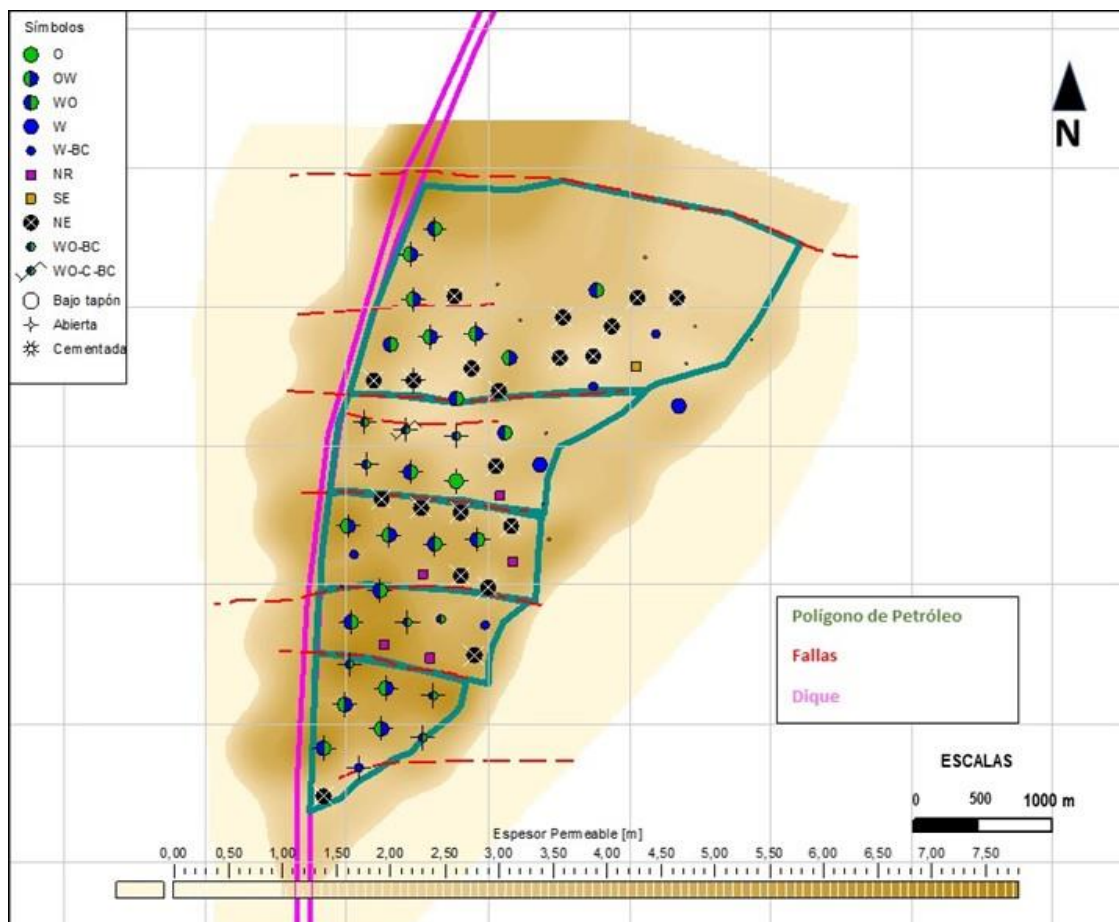 Símbolos
O
OW
WO
W
W-BC
NR
SE
NE
WO-BC
WO-C-BC
Bajo tapón
Abierta
Cementada
N
Polígono de Petróleo
Fallas
Dique
ESCALAS
0 500 1000 m
Espesor Permeable [m]
0,00 0,50 1,00 1,50 2,00 2,50 3,00 3,50 4,00 4,50 5,00 5,50 6,00 6,50 7,00 7,50